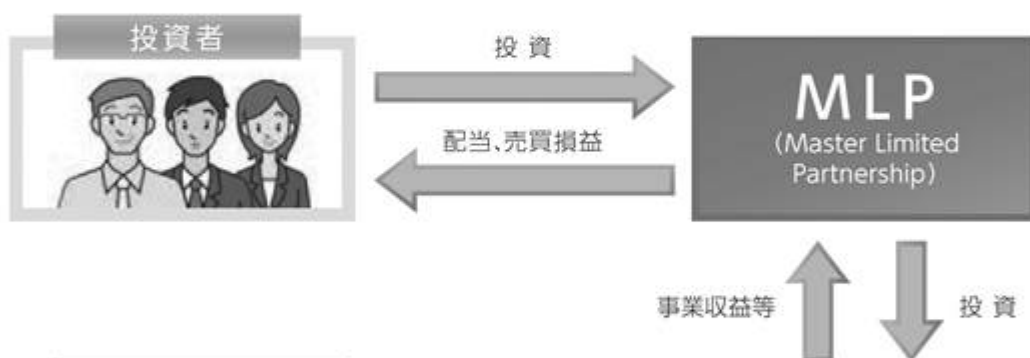 投資者
投 資
配当、売買損益
MLP
(Master Limited
Partnership)
事業収益等
投 資